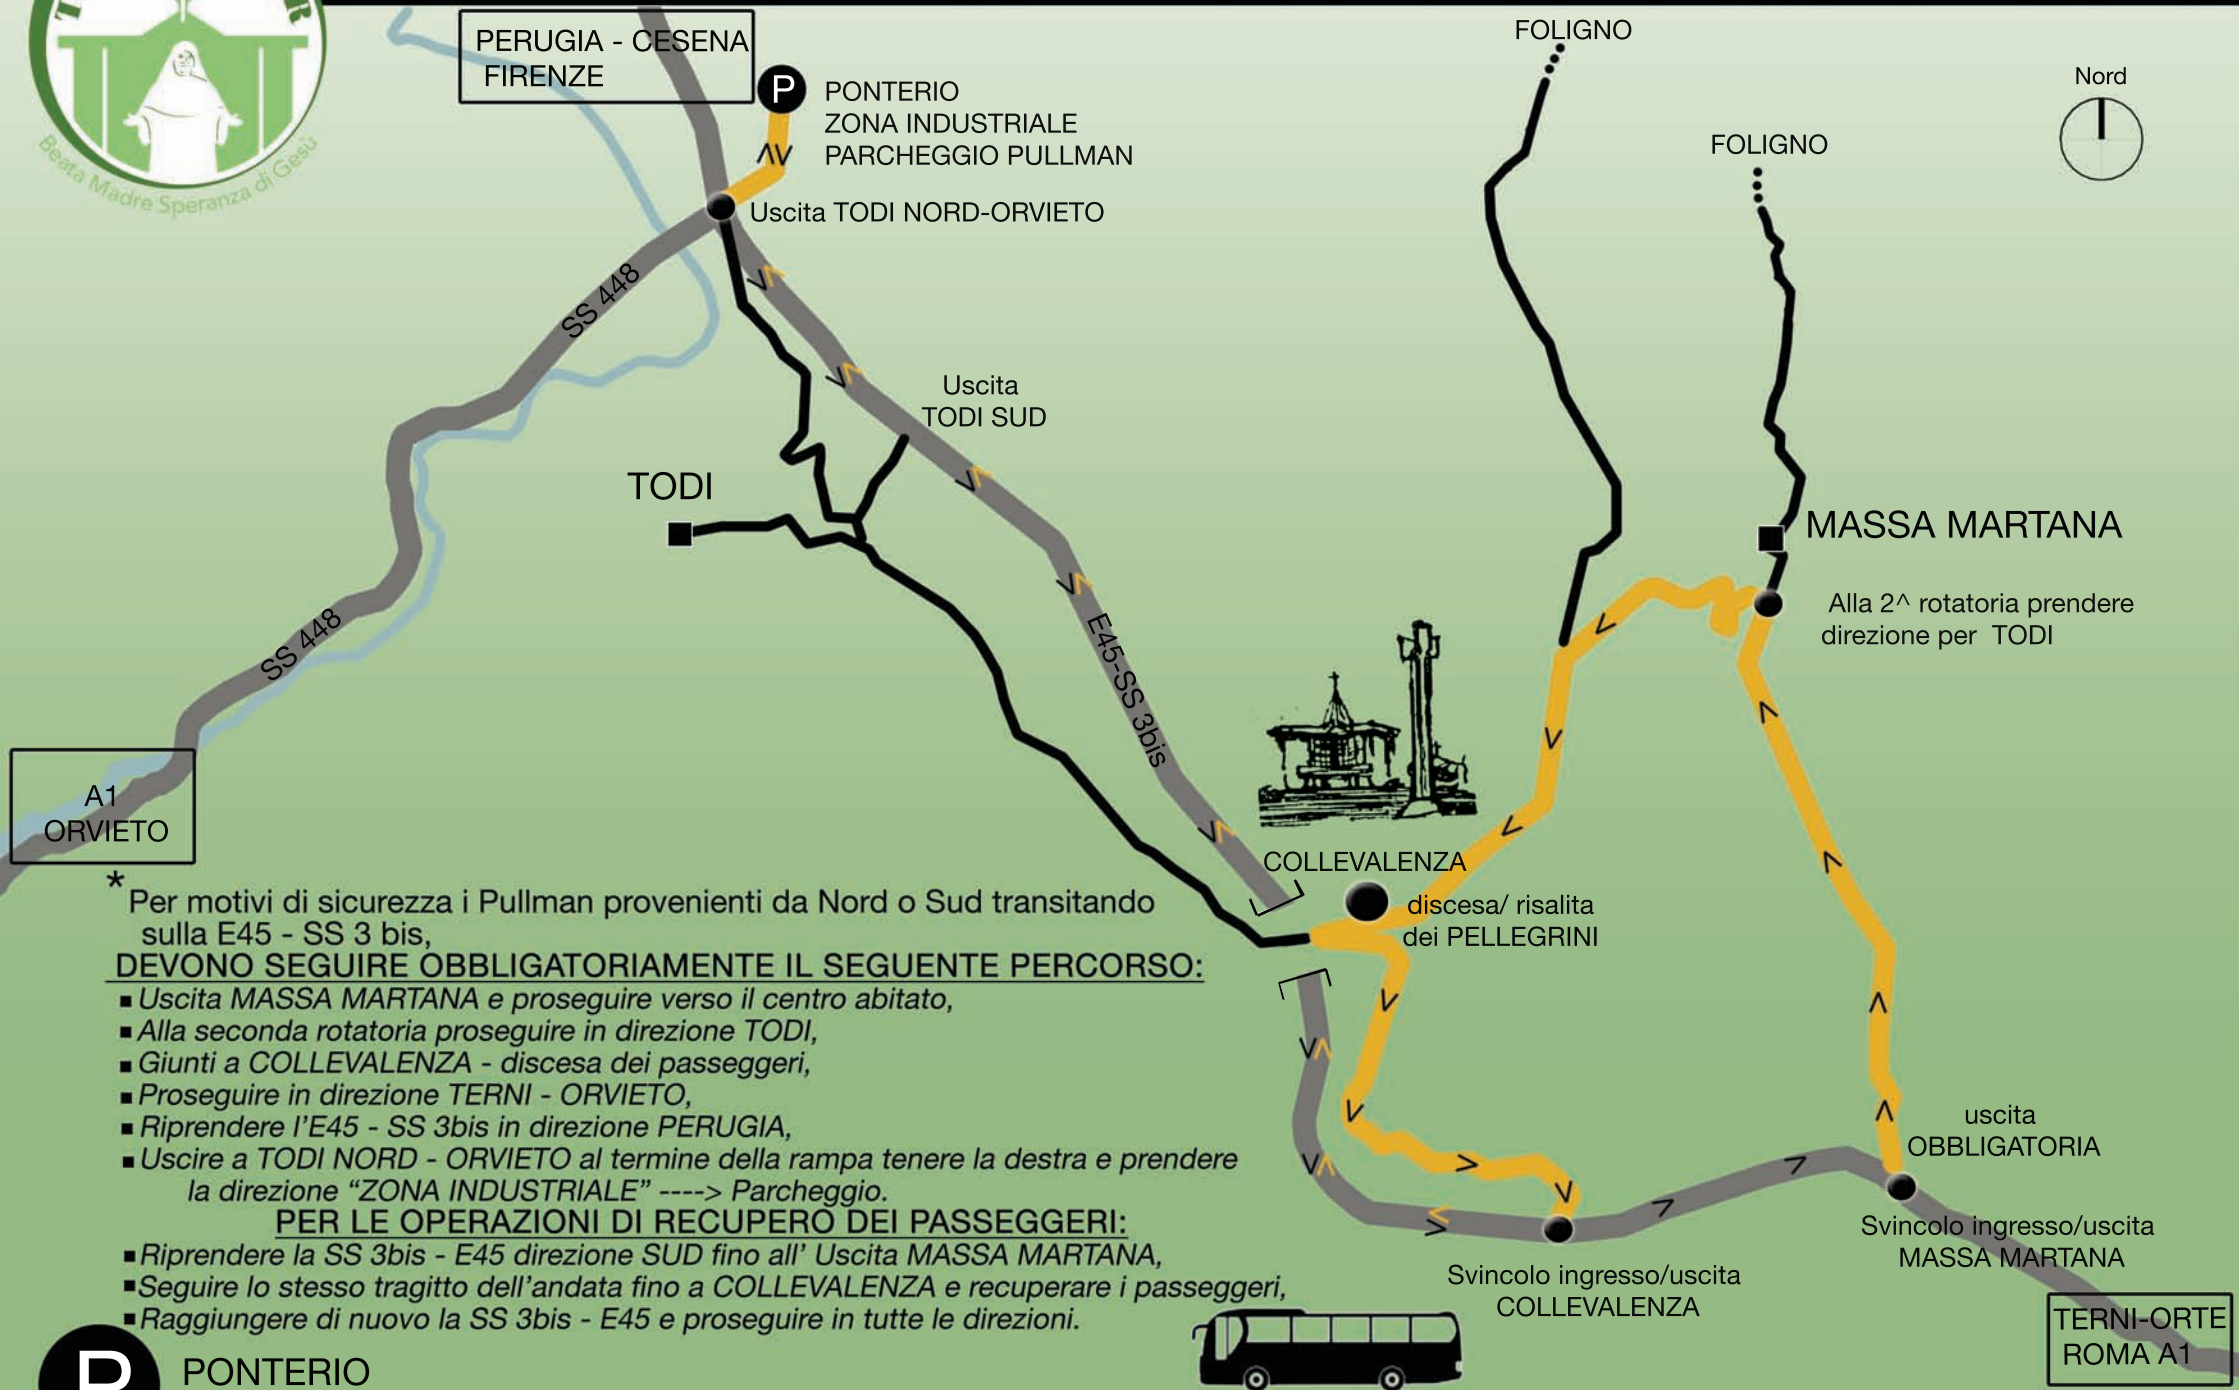 Beata Madre Speranza di Gesù
PERUGIA - CESENA
FIRENZE
P
PONTERIO
ZONA INDUSTRIALE
PARCHEGGIO PULLMAN
Uscita TODI NORD-ORVIETO
FOLIGNO
FOLIGNO
Nord
SS 448
Uscita
TODI SUD
TODI
MASSA MARTANA
Alla 2^ rotatoria prendere
direzione per TODI
SS 448
E45-SS 3bis
A1
ORVIETO
COLLEVALENZA
discesa/ risalita
dei PELLEGRINI
* Per motivi di sicurezza i Pullman provenienti da Nord o Sud transitando
sulla E45 - SS 3 bis,
DEVONO SEGUIRE OBBLIGATORIAMENTE IL SEGUENTE PERCORSO:
▪ Uscita MASSA MARTANA e proseguire verso il centro abitato,
▪ Alla seconda rotatoria proseguire in direzione TODI,
▪ Giunti a COLLEVALENZA - discesa dei passeggeri,
▪ Proseguire in direzione TERNI - ORVIETO,
▪ Riprendere l'E45 - SS 3bis in direzione PERUGIA,
▪ Uscire a TODI NORD - ORVIETO al termine della rampa tenere la destra e prendere
la direzione “ZONA INDUSTRIALE” ----> Parcheggio.
PER LE OPERAZIONI DI RECUPERO DEI PASSEGGERI:
▪ Riprendere la SS 3bis - E45 direzione SUD fino all' Uscita MASSA MARTANA,
▪ Seguire lo stesso tragitto dell'andata fino a COLLEVALENZA e recuperare i passeggeri,
▪ Raggiungere di nuovo la SS 3bis - E45 e proseguire in tutte le direzioni.
uscita
OBBLIGATORIA
Svincolo ingresso/uscita
MASSA MARTANA
Svincolo ingresso/uscita
COLLEVALENZA
TERNI-ORTE
ROMA A1
P
PONTERIO